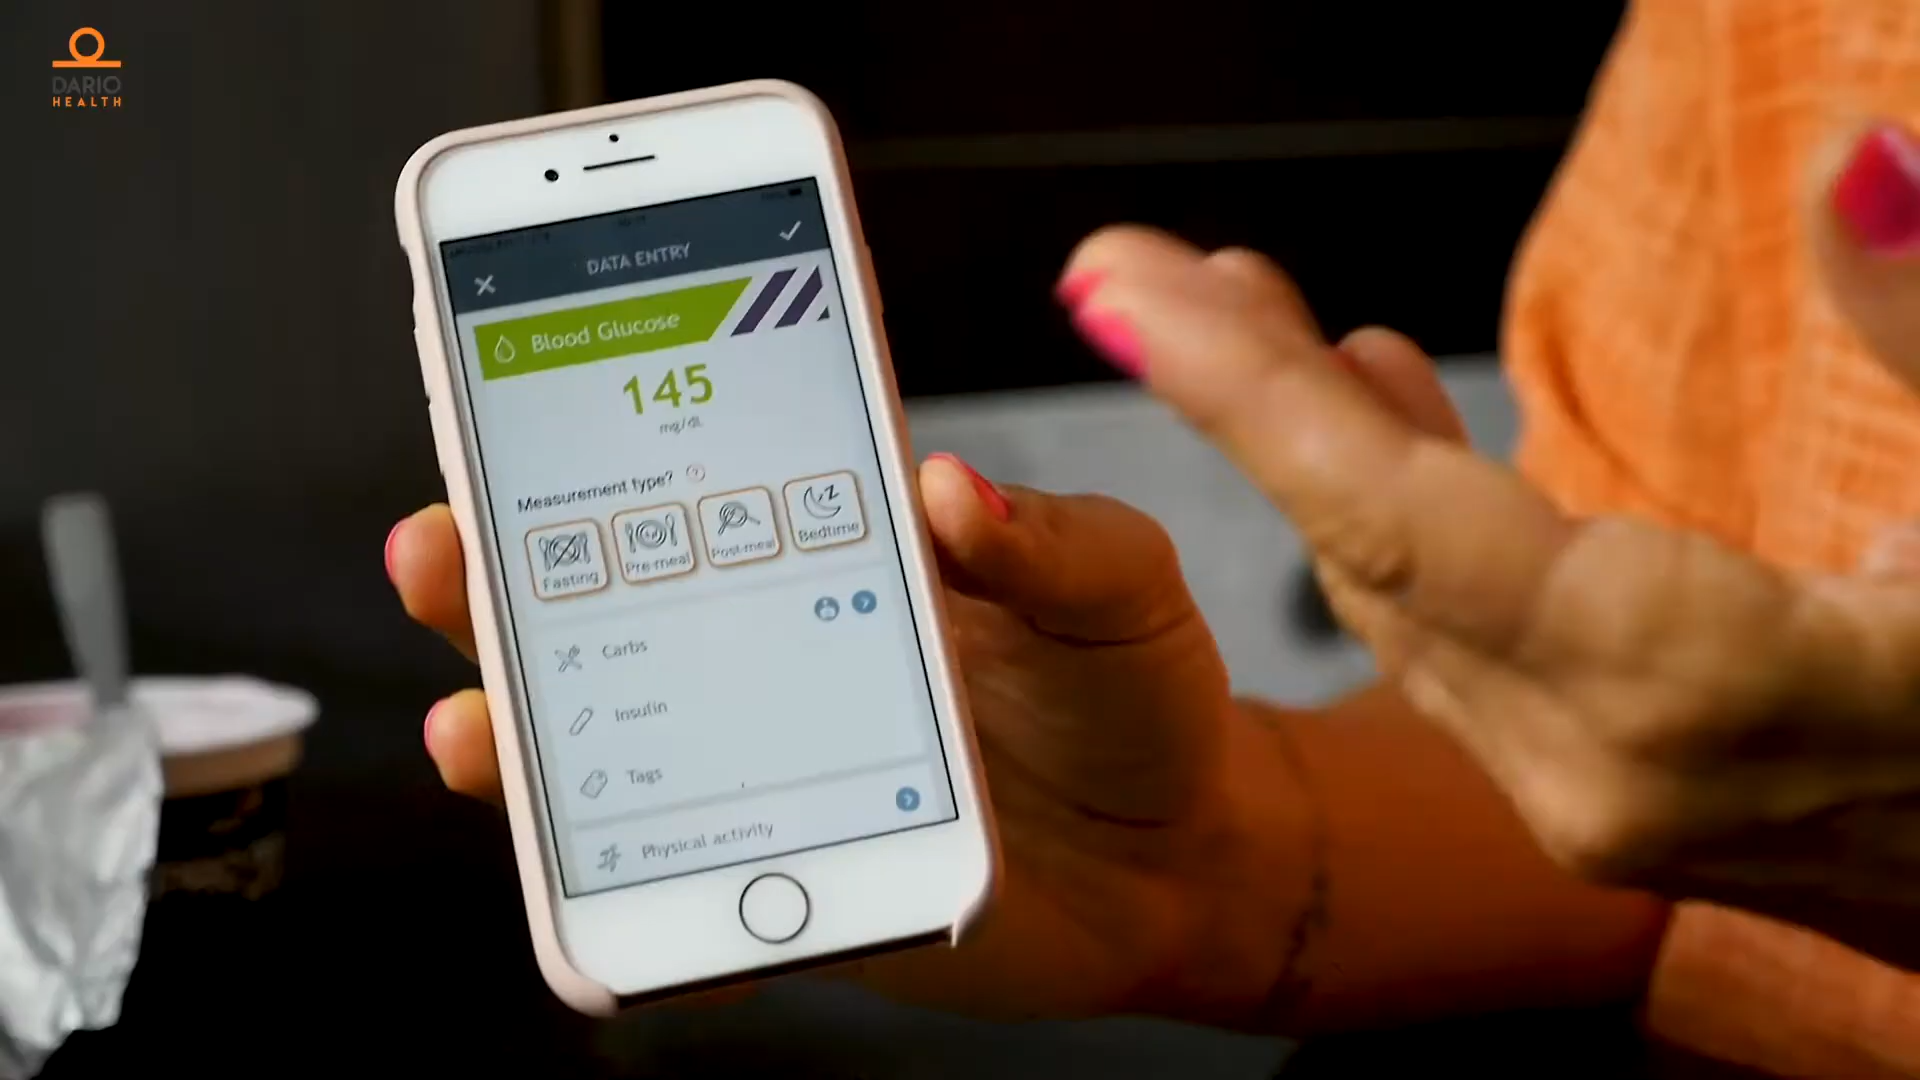 DARIO
HEALTH
DATA ENTRY
Blood Glucose
145
mg/dL
Measurement type?
Fasting
Pre-meal
Post-meal
Bedtime
Carbs
Insulin
Tags
Physical activity